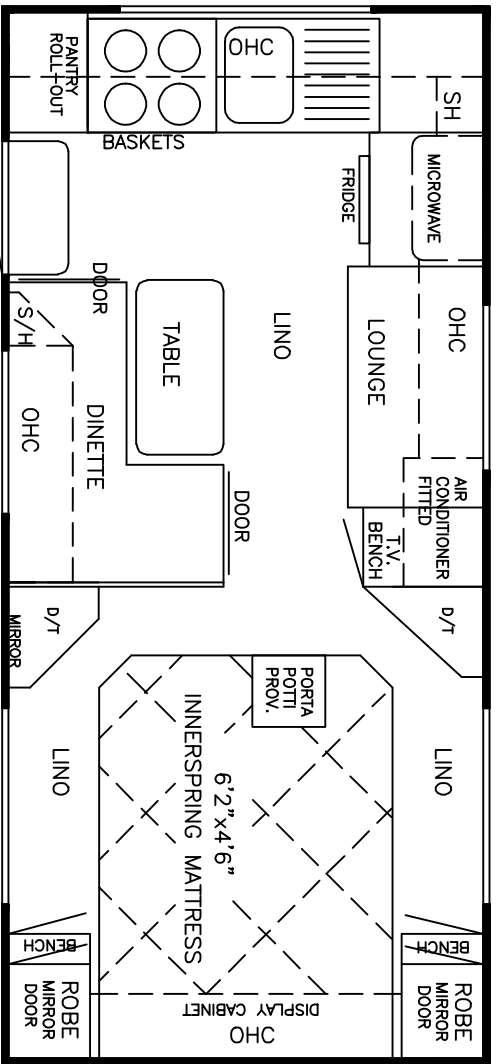 PANTRY
ROLL-OUT
OHC
SH
BASKETS
MICROWAVE
FRIDGE
DOOR
S/H
OHC
DINETTE
TABLE
LINO
LOUNGE
OHC
AIR
CONDITIONER
FITTED
T.V.
BENCH
DOOR
D/T
MIRROR
D/T
PORTA
POTTI
PROV.
LINO
6'2"x4'6"
INNERSPRING MATTRESS
LINO
BENCH
BENCH
ROBE
MIRROR
DOOR
DISPLAY CABINET
OHC
ROBE
MIRROR
DOOR